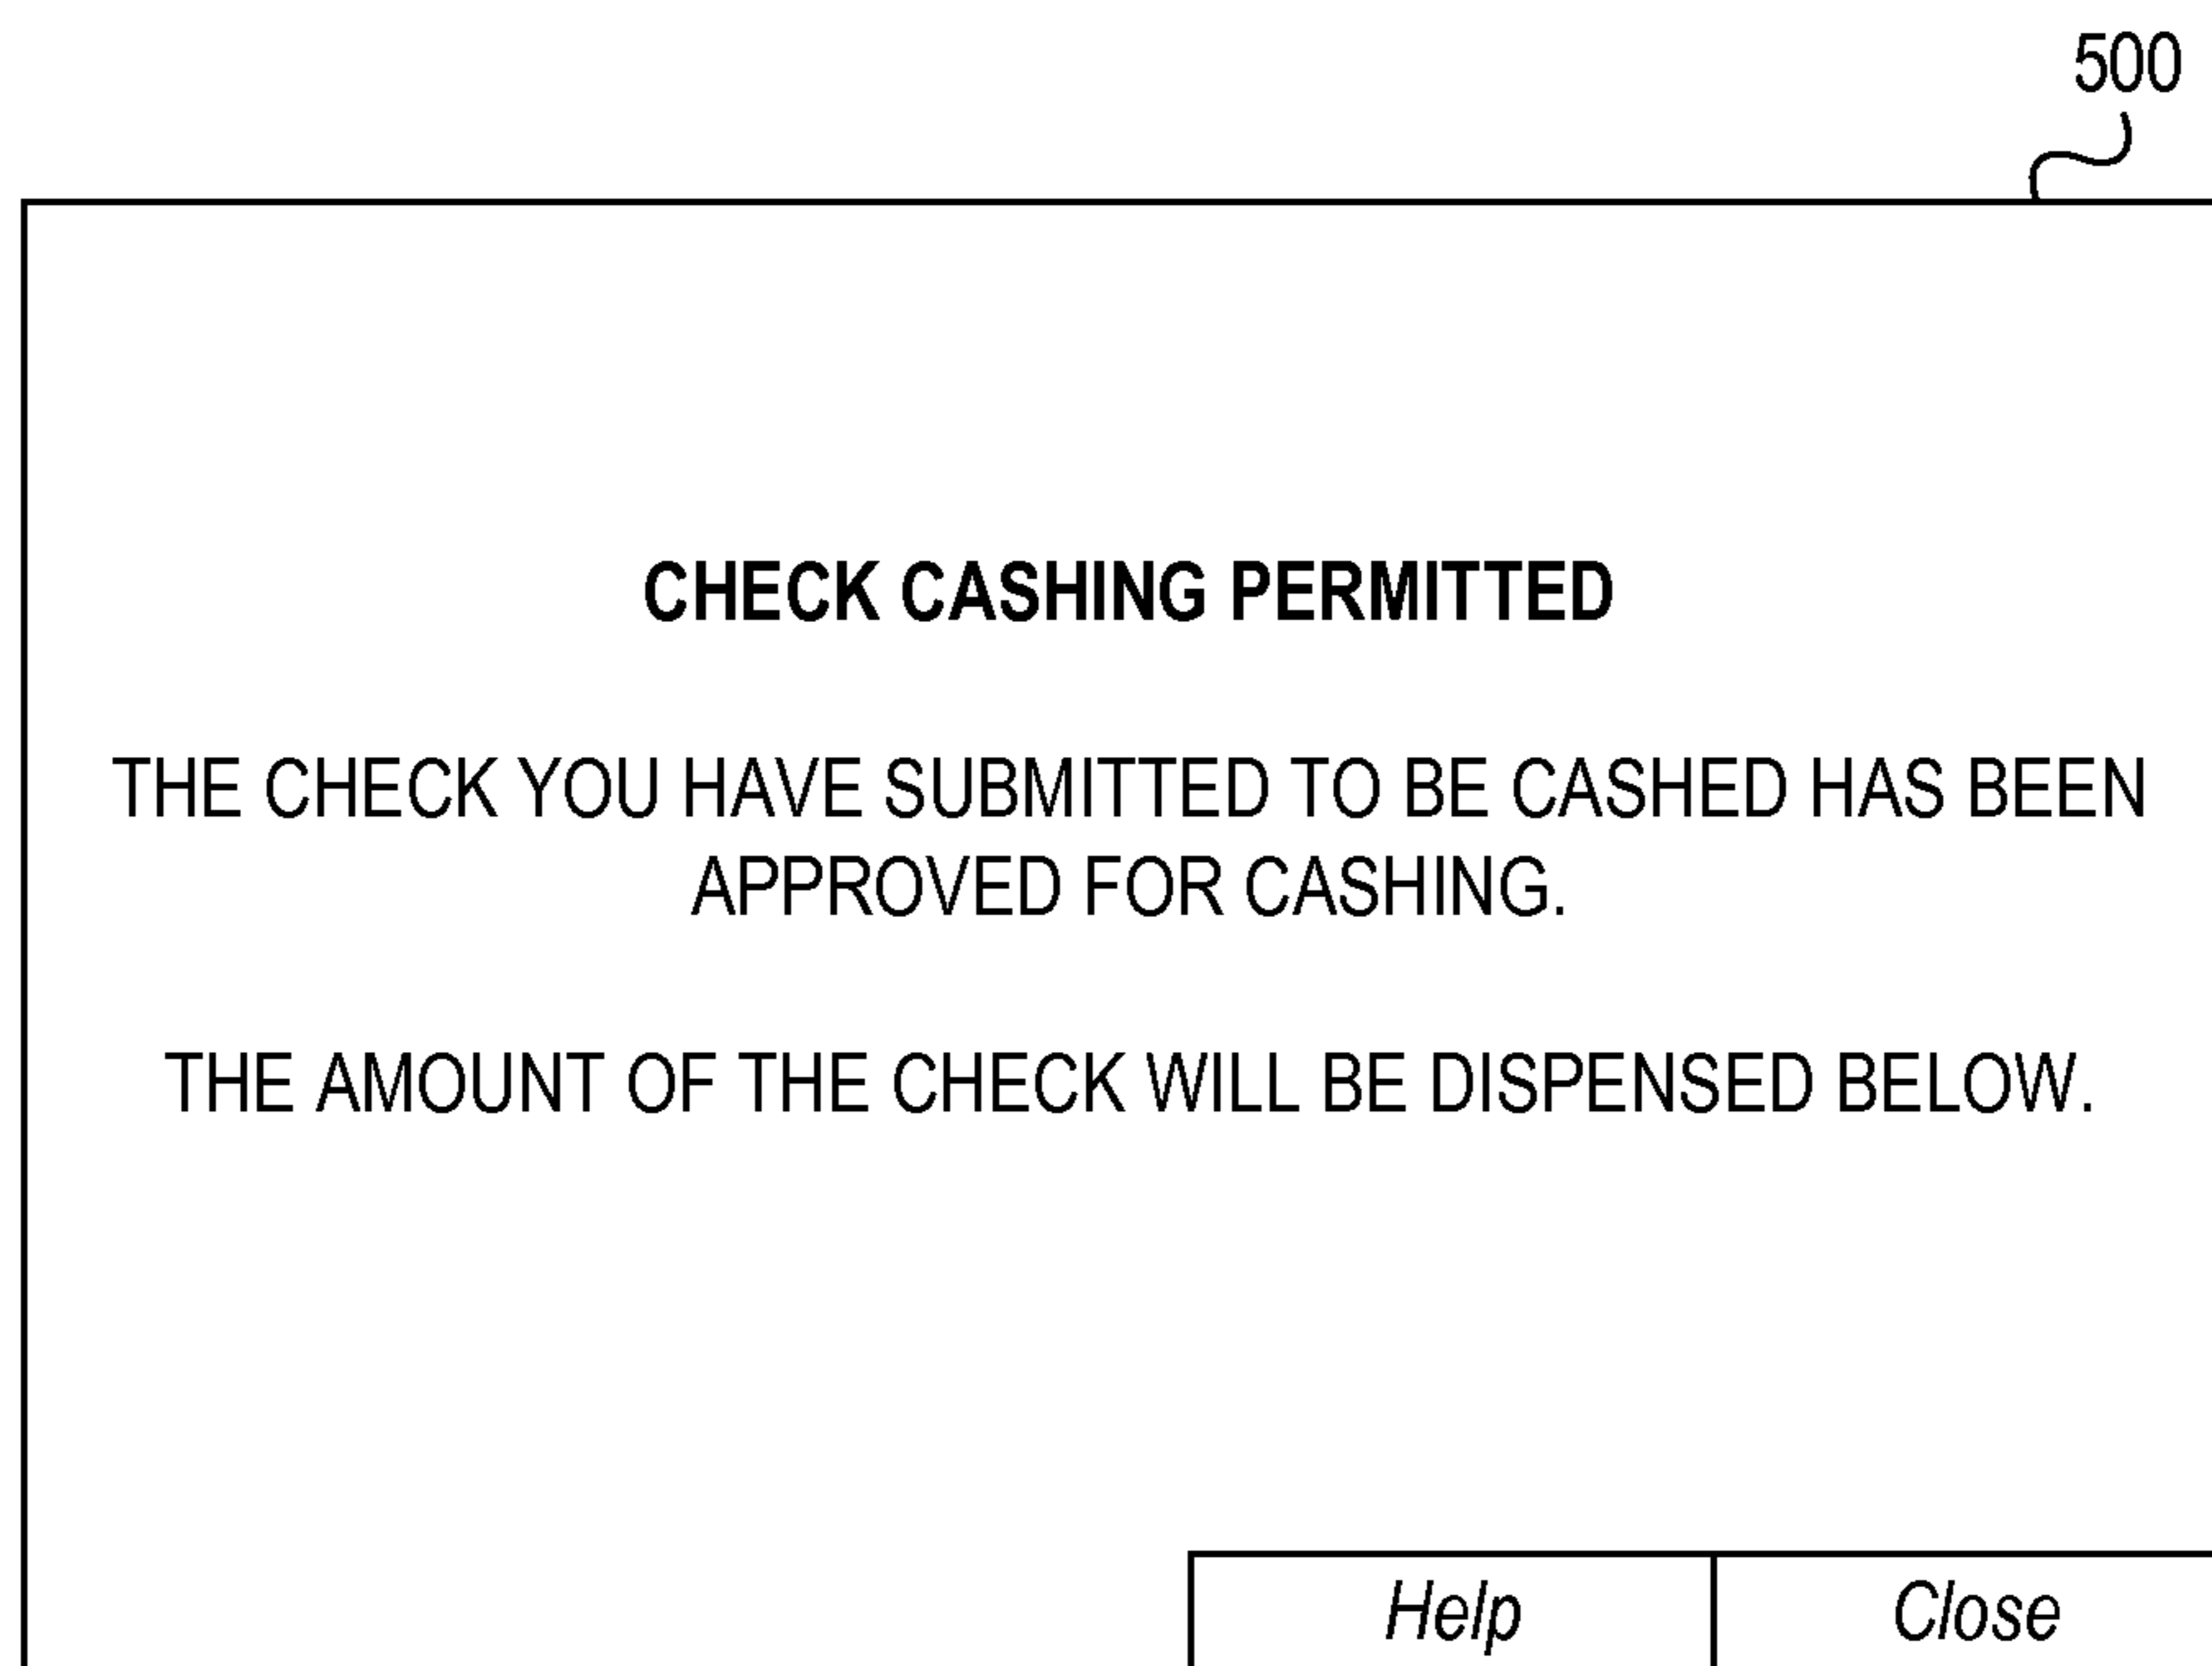 500
CHECK CASHING PERMITTED
THE CHECK YOU HAVE SUBMITTED TO BE CASHED HAS BEEN
APPROVED FOR CASHING.
THE AMOUNT OF THE CHECK WILL BE DISPENSED BELOW.
Help Close